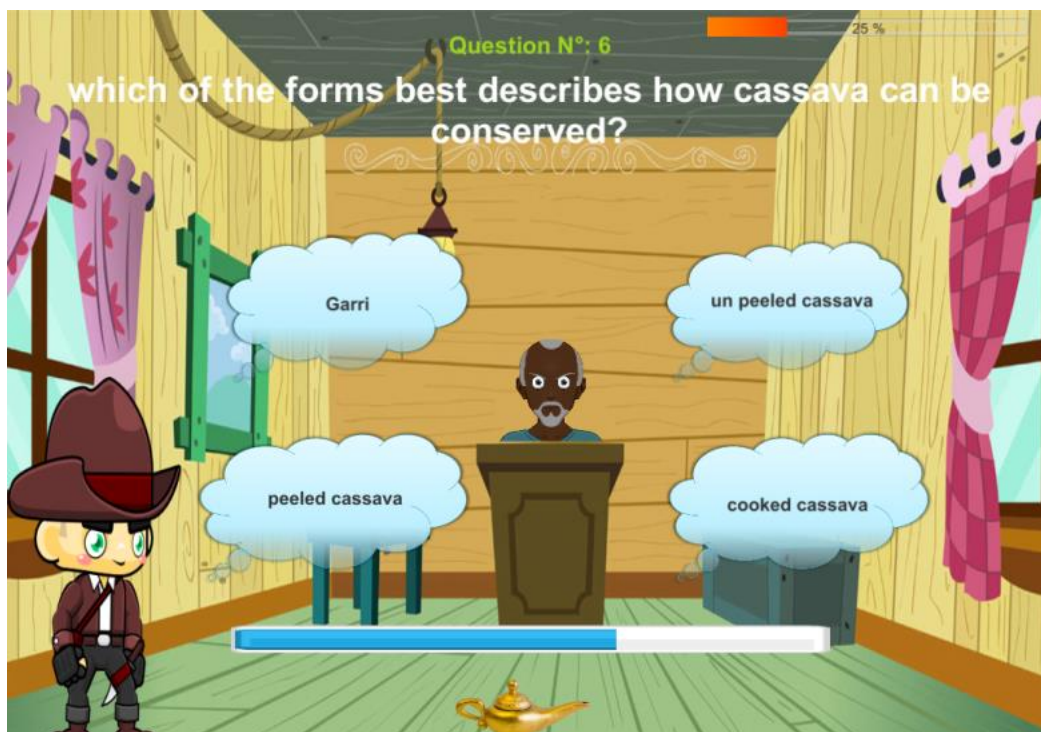 25 %
Question N°: 6
which of the forms best describes how cassava can be
conserved?
Garri
un peeled cassava
peeled cassava
cooked cassava